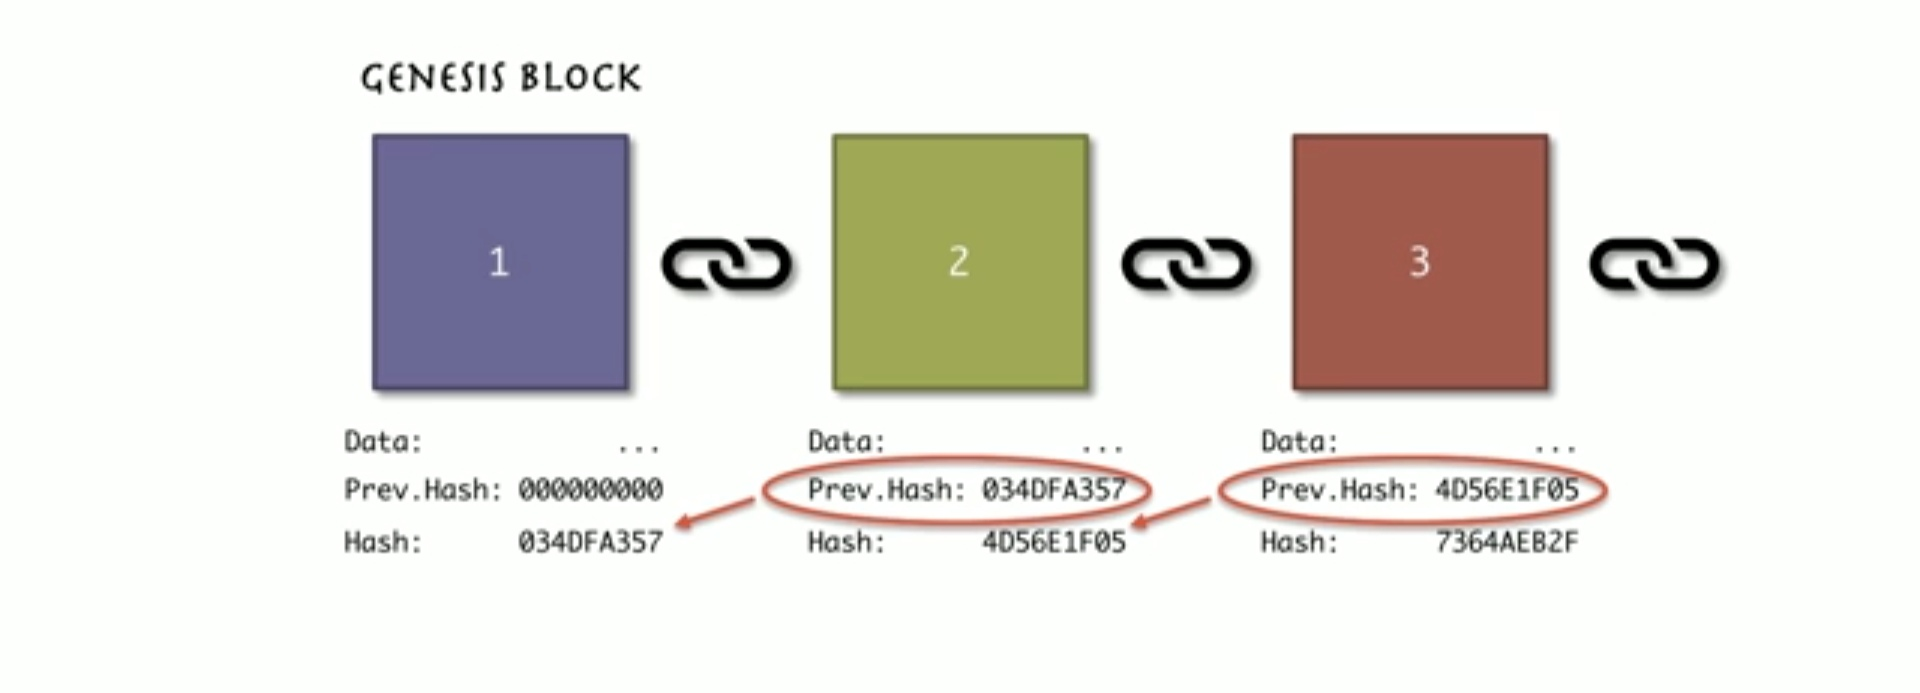 GENESIS BLOCK
1
2
3
Data: ...
Prev.Hash: 000000000
Hash: 034DFA357
Data: ...
Prev.Hash: 034DFA357
Hash: 4D56E1F05
Data: ...
Prev.Hash: 4D56E1F05
Hash: 7364AEB2F